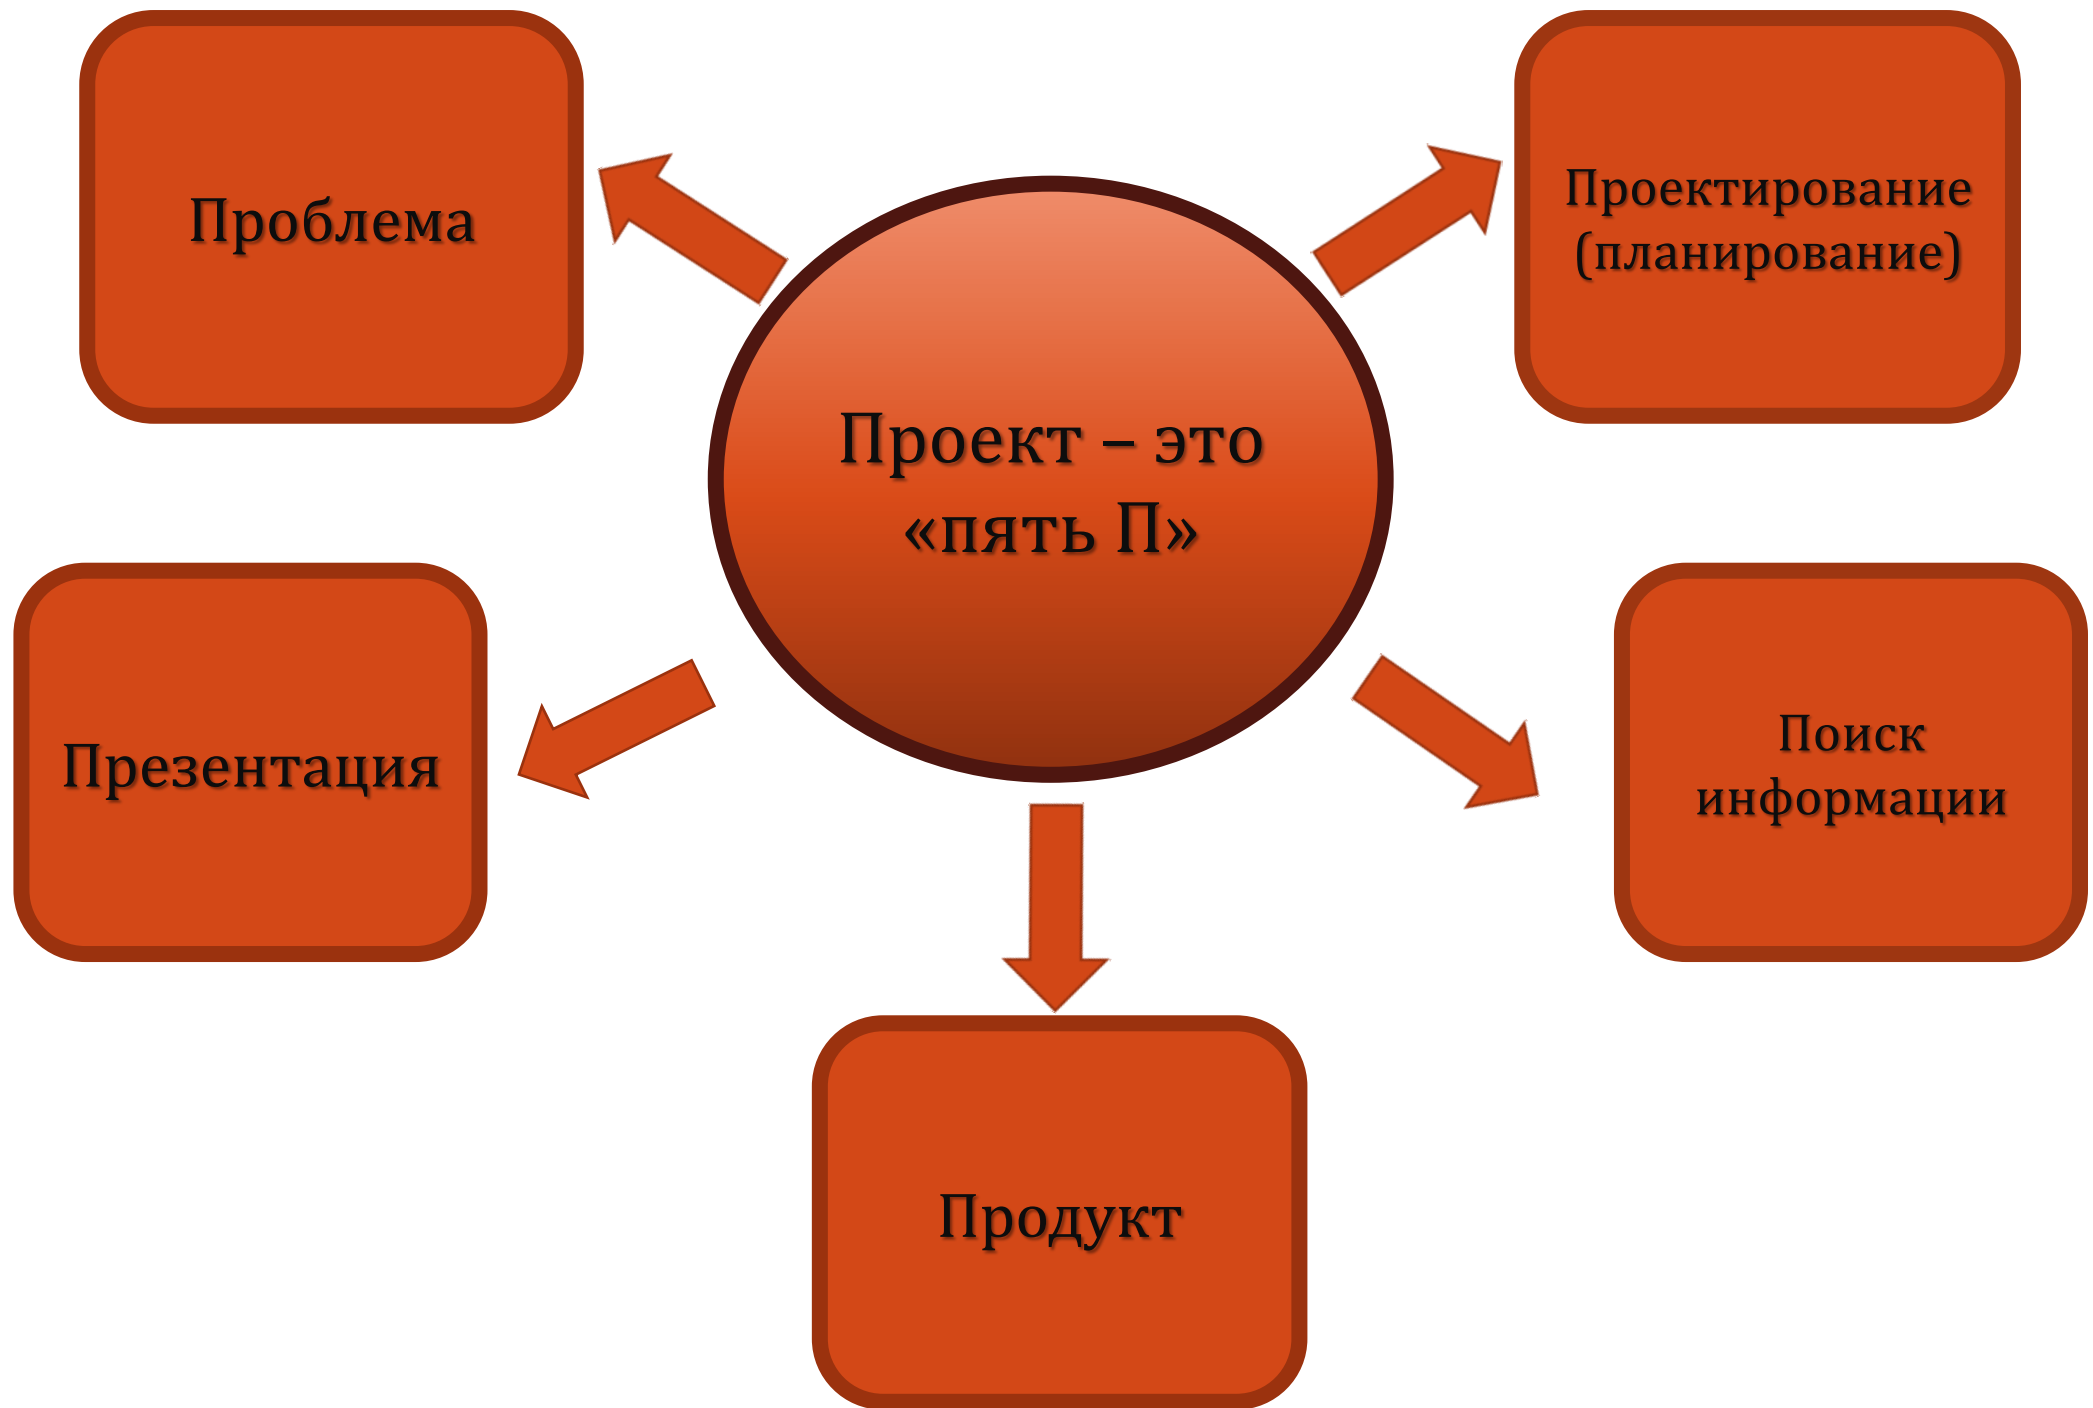 Проблема
Проектирование
(планирование)
Проект – это
«пять П»
Презентация
Поиск
информации
Продукт